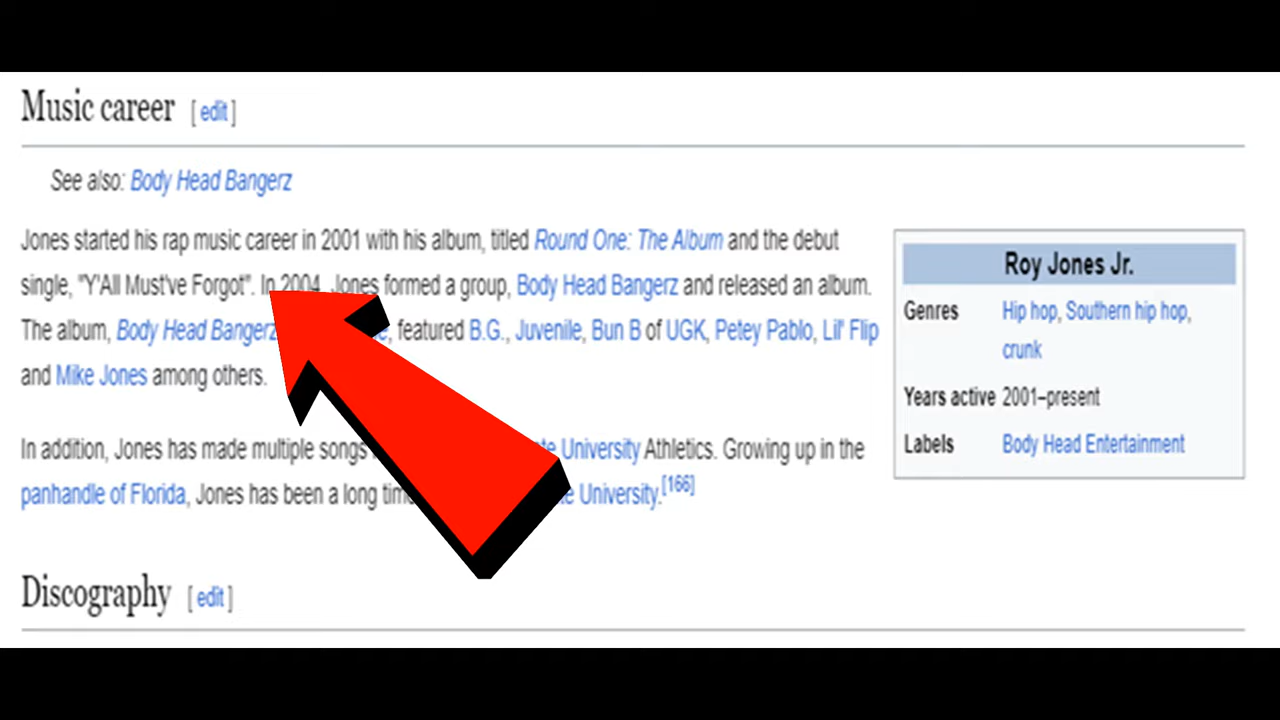 Music career [ edit ]
See also: Body Head Bangerz
Jones started his rap music career in 2001 with his album, titled Round One: The Album and the debut
single, "Y'All Must've Forgot". In 2004, Jones formed a group, Body Head Bangerz and released an album.
The album, Body Head Bangerz featured B.G., Juvenile, Bun B of UGK, Petey Pablo, Lil' Flip
and Mike Jones among others.
In addition, Jones has made multiple songs University Athletics. Growing up in the
panhandle of Florida, Jones has been a long University.[166]
Roy Jones Jr.
Genres Hip hop, Southern hip hop,
crunk
Years active 2001–present
Labels Body Head Entertainment
Discography [ edit ]